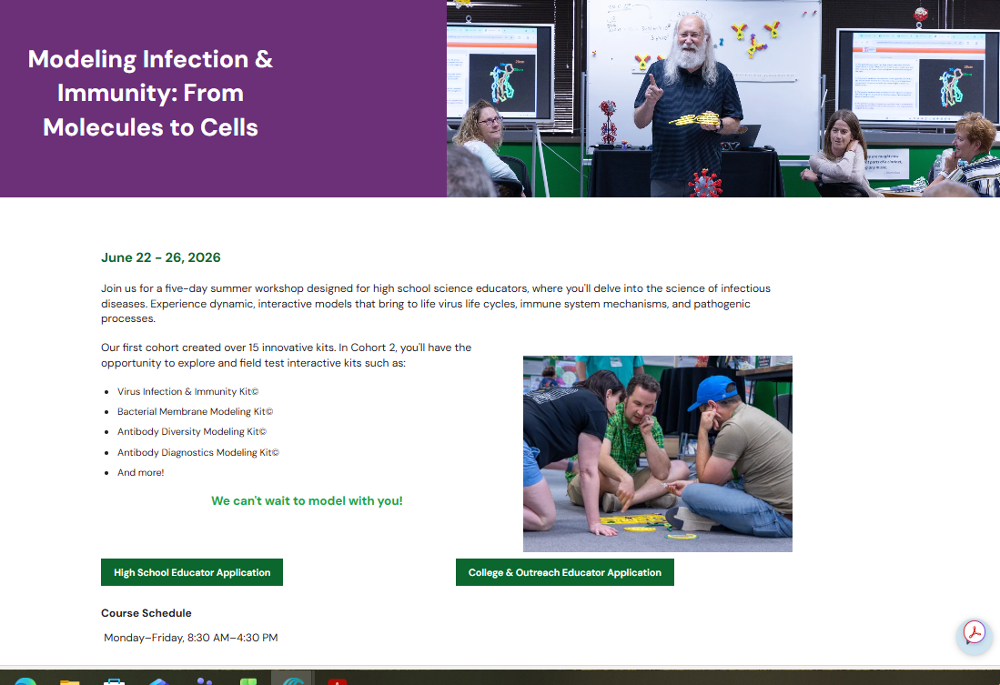 Modeling Infection &
Immunity: From
Molecules to Cells
June 22 - 26, 2026
Join us for a five-day summer workshop designed for high school science educators, where you'll delve into the science of infectious
diseases. Experience dynamic, interactive models that bring to life virus life cycles, immune system mechanisms, and pathogenic
processes.
Our first cohort created over 15 innovative kits. In Cohort 2, you'll have the
opportunity to explore and field test interactive kits such as:
• Virus Infection & Immunity Kit©
• Bacterial Membrane Modeling Kit©
• Antibody Diversity Modeling Kit©
• Antibody Diagnostics Modeling Kit©
• And more!
We can't wait to model with you!
High School Educator Application
College & Outreach Educator Application
Course Schedule
Monday–Friday, 8:30 AM–4:30 PM